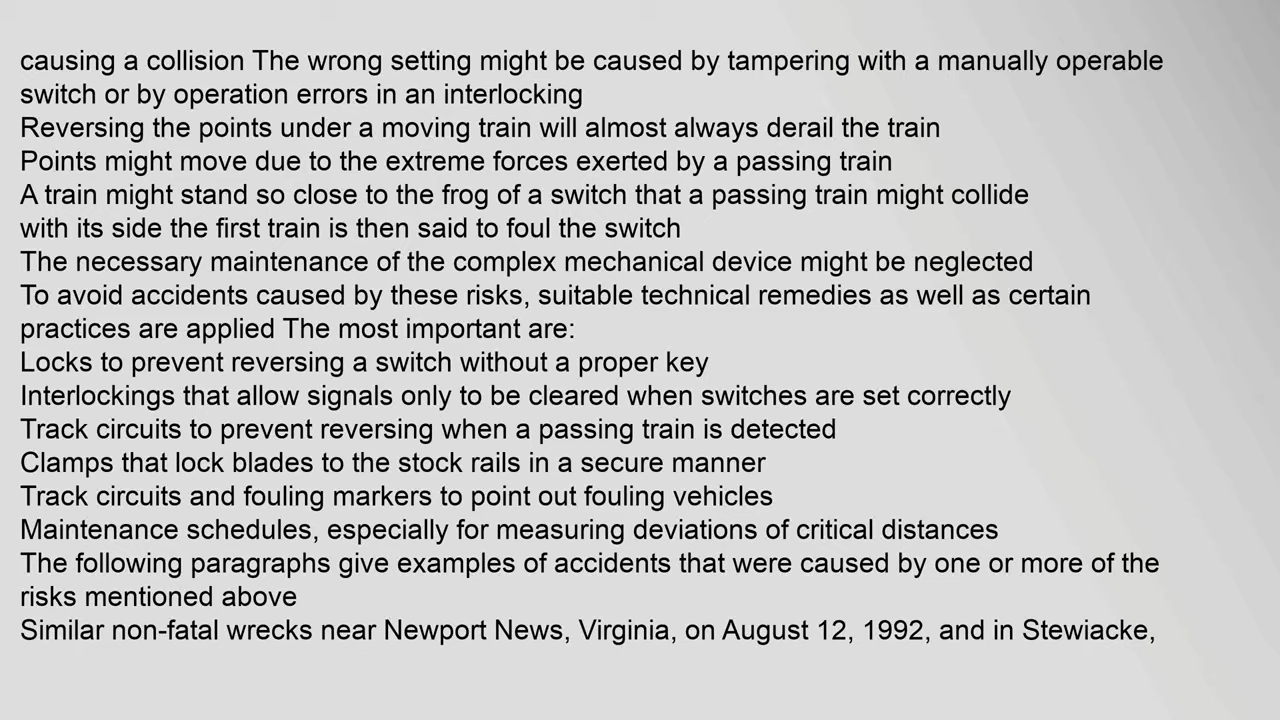 causing a collision The wrong setting might be caused by tampering with a manually operable
switch or by operation errors in an interlocking
Reversing the points under a moving train will almost always derail the train
Points might move due to the extreme forces exerted by a passing train
A train might stand so close to the frog of a switch that a passing train might collide
with its side the first train is then said to foul the switch
The necessary maintenance of the complex mechanical device might be neglected
To avoid accidents caused by these risks, suitable technical remedies as well as certain
practices are applied The most important are:
Locks to prevent reversing a switch without a proper key
Interlockings that allow signals only to be cleared when switches are set correctly
Track circuits to prevent reversing when a passing train is detected
Clamps that lock blades to the stock rails in a secure manner
Track circuits and fouling markers to point out fouling vehicles
Maintenance schedules, especially for measuring deviations of critical distances
The following paragraphs give examples of accidents that were caused by one or more of the
risks mentioned above
Similar non-fatal wrecks near Newport News, Virginia, on August 12, 1992, and in Stewiacke,